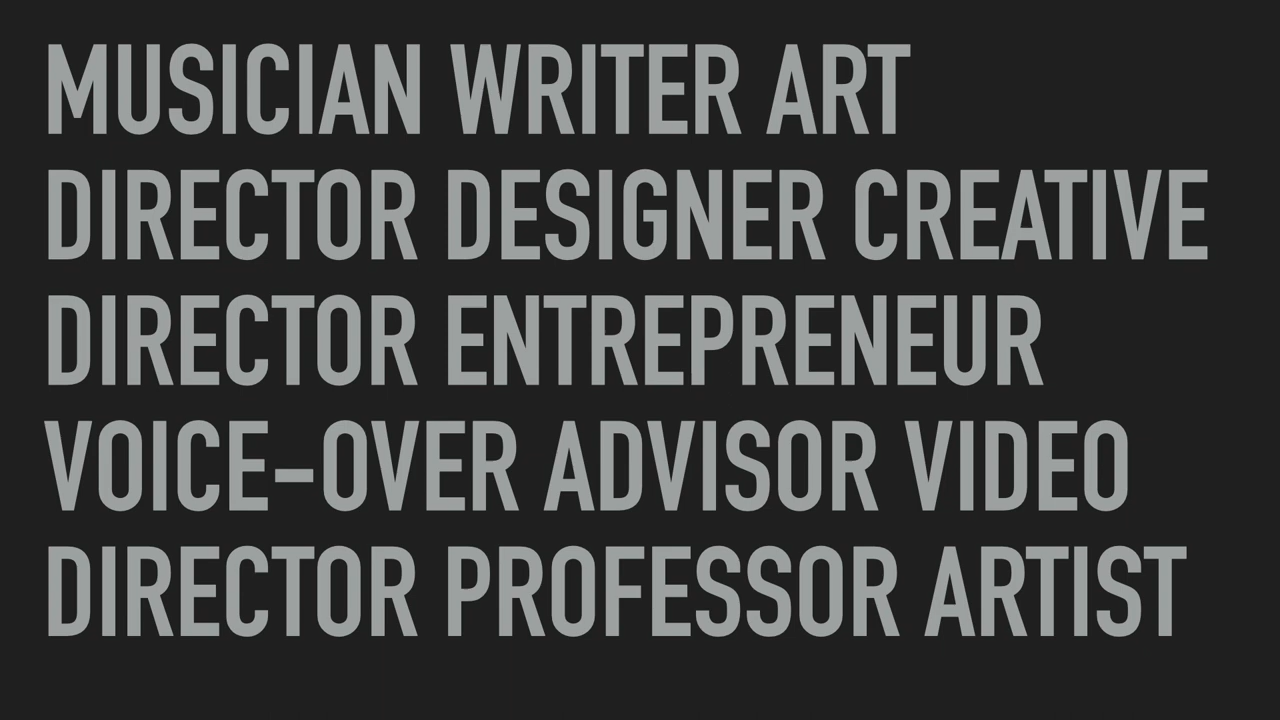 MUSICIAN WRITER ART
DIRECTOR DESIGNER CREATIVE
DIRECTOR ENTREPRENEUR
VOICE-OVER ADVISOR VIDEO
DIRECTOR PROFESSOR ARTIST